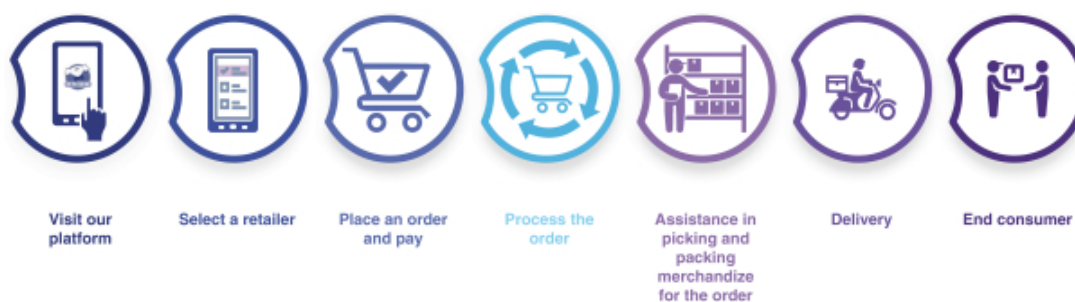 Visit our
platform
Select a retailer
Place an order
and pay
Process the
order
Assistance in
picking and
packing
merchandize
for the order
Delivery
End consumer